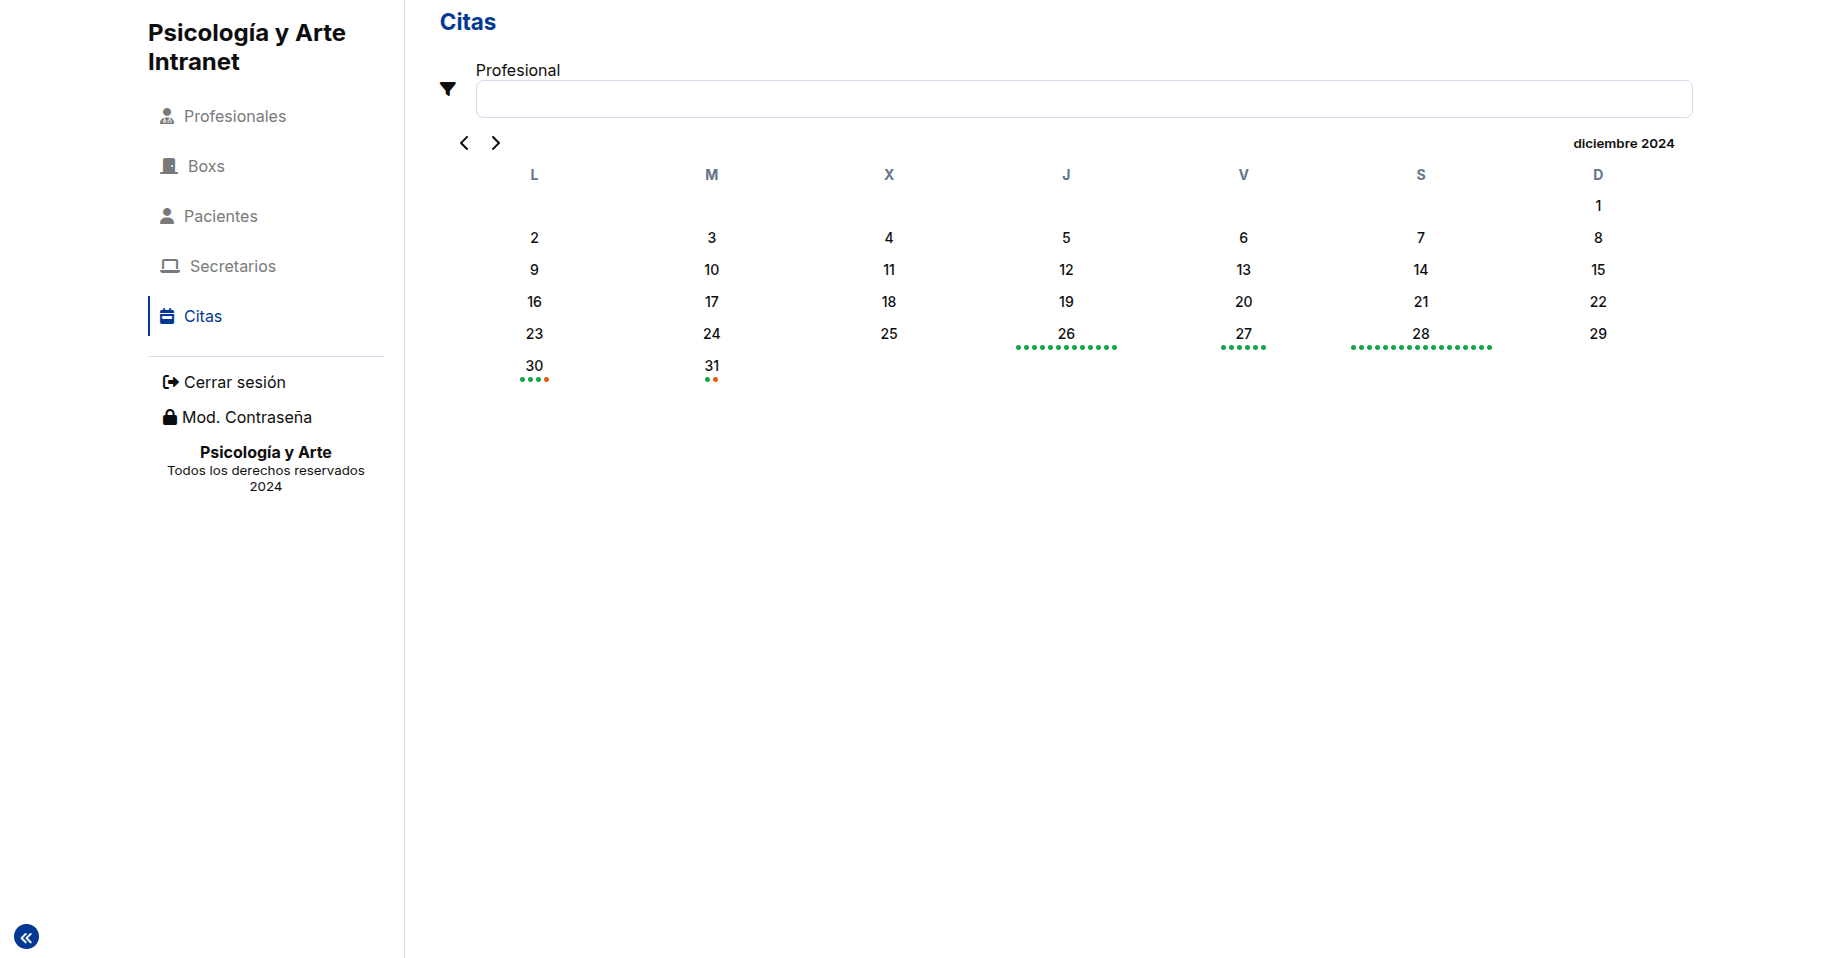 Psicología y Arte
Intranet
Profesionales
Boxs
Pacientes
Secretarios
Citas
Cerrar sesión
Mod. Contraseña
Psicología y Arte
Todos los derechos reservados
2024
Citas
Profesional
diciembre 2024
L M X J V S D
1
2 3 4 5 6 7 8
9 10 11 12 13 14 15
16 17 18 19 20 21 22
23 24 25 26 27 28 29
30 31